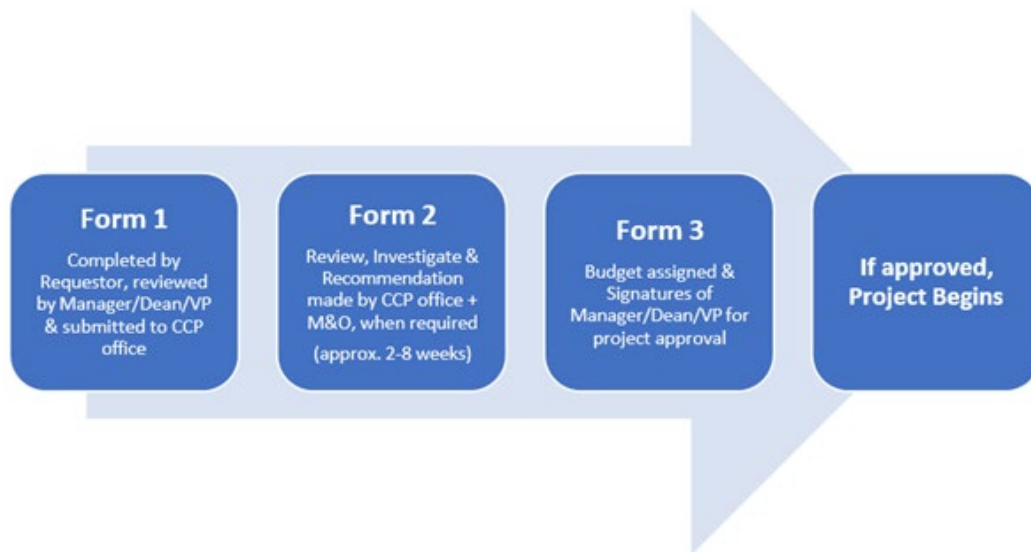 Form 1
Completed by
Requestor, reviewed
by Manager/Dean/VP
& submitted to CCP
office
Form 2
Review, Investigate &
Recommendation
made by CCP office +
M&O, when required
(approx. 2-8 weeks)
Form 3
Budget assigned &
Signatures of
Manager/Dean/VP for
project approval
If approved,
Project Begins